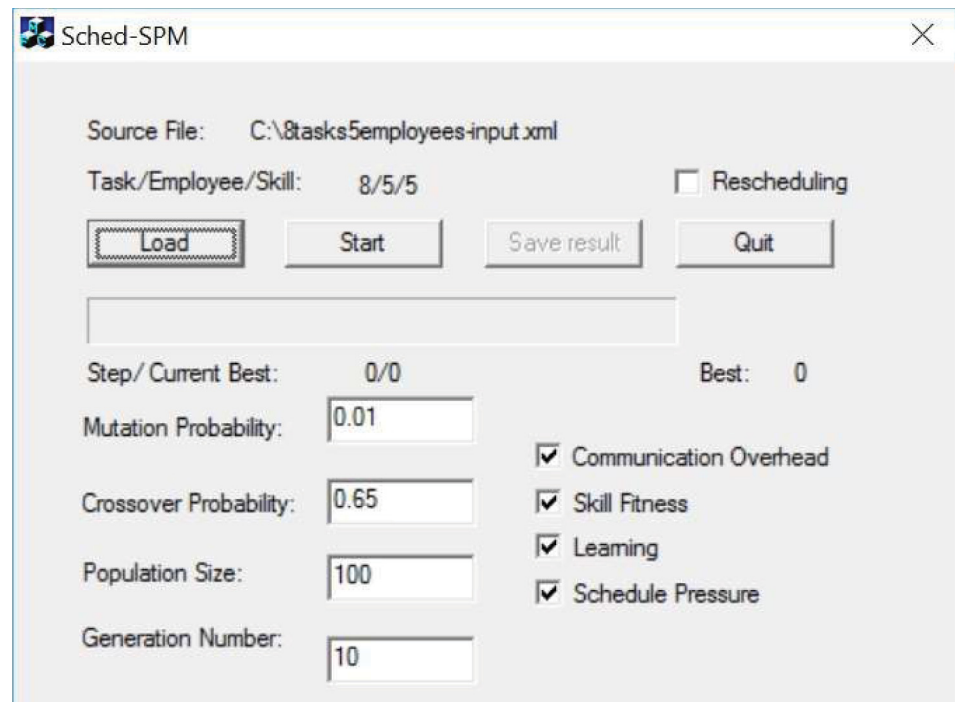 Sched-SPM
Source File: C:\8tasks5employees-input.xml
Task/Employee/Skill: 8/5/5 Rescheduling
Load Start Save result Quit
Step/ Current Best: 0/0 Best: 0
Mutation Probability: 0.01
Communication Overhead
Crossover Probability: 0.65 Skill Fitness
Learning
Population Size: 100 Schedule Pressure
Generation Number: 10